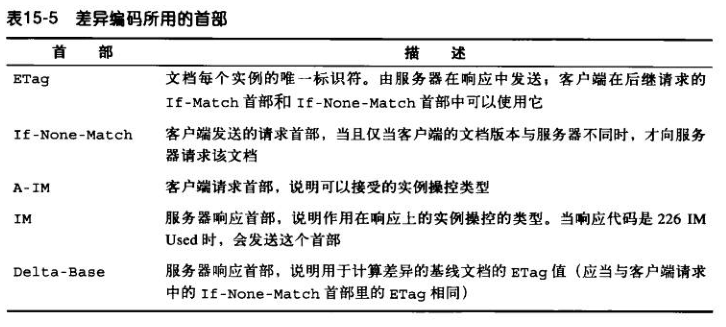 表15-5 差异编码所用的首部
首 部 描 述
ETag 文档每个实例的唯一标识符。由服务器在响应中发送；客户端在后继请求的
If-Match 首部和 If-None-Match 首部中可以使用它
If-None-Match 客户端发送的请求首部，当且仅当客户端的文档版本与服务器不同时，才向服务
器请求该文档
A-IM 客户端请求首部，说明可以接受的实例操控类型
IM 服务器响应首部，说明作用在响应上的实例操控的类型。当响应代码是 226 IM
Used 时，会发送这个首部
Delta-Base 服务器响应首部，说明用于计算差异的基线文档的 ETag 值（应当与客户端请求
中的 If-None-Match 首部里的 ETag 相同）